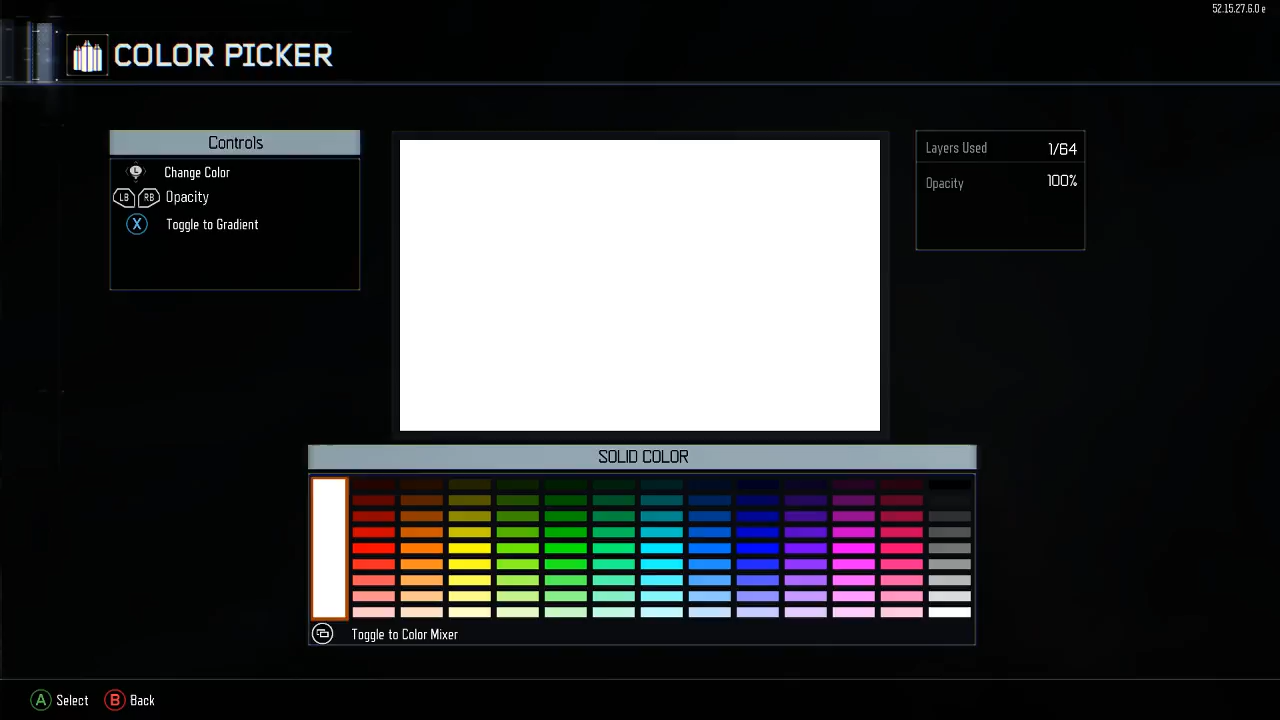 52.15.27.6.0 e
COLOR PICKER
Controls
L Change Color
LB RB Opacity
X Toggle to Gradient
Layers Used 1/64
Opacity 100%
SOLID COLOR
Toggle to Color Mixer
A Select B Back